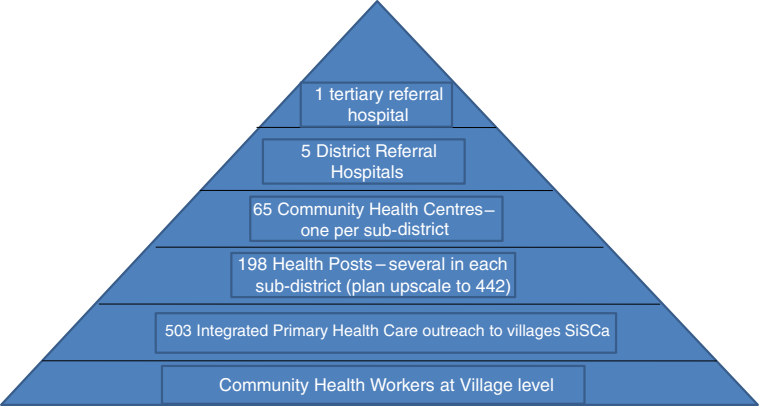 1 tertiary referral
hospital
5 District Referral
Hospitals
65 Community Health Centres–
one per sub-district
198 Health Posts–several in each
sub-district (plan upscale to 442)
503 Integrated Primary Health Care outreach to villages SiSCa
Community Health Workers at Village level